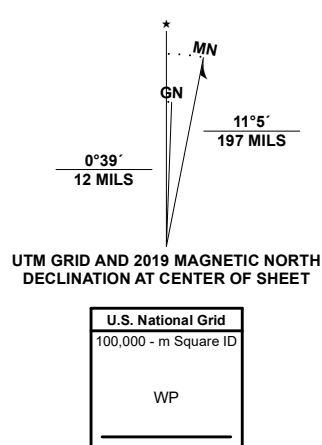 ★
MN
GN
11°5´
197 MILS
0°39´
12 MILS
UTM GRID AND 2019 MAGNETIC NORTH
DECLINATION AT CENTER OF SHEET
U.S. National Grid
100,000 - m Square ID
WP